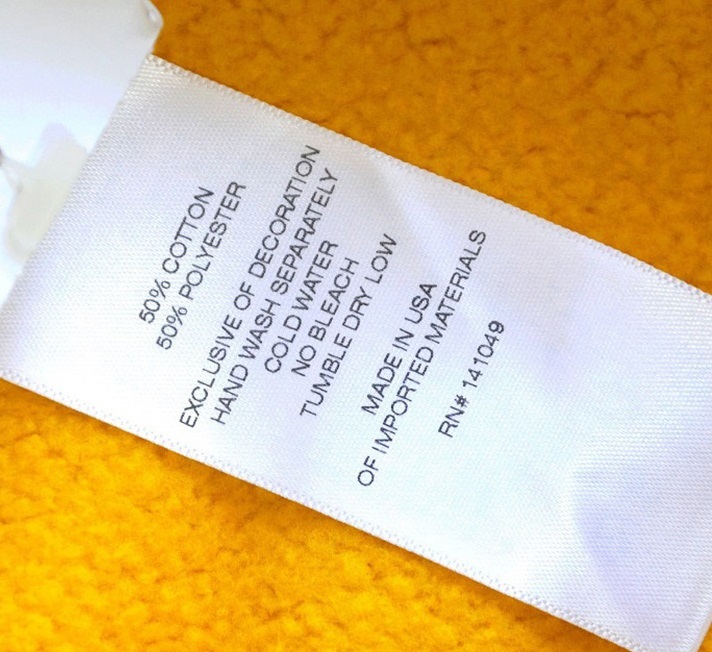 50% COTTON
50% POLYESTER
EXCLUSIVE OF DECORATION
HAND WASH SEPARATELY
COLD WATER
NO BLEACH
TUMBLE DRY LOW
MADE IN USA
OF IMPORTED MATERIALS
RN# 141049